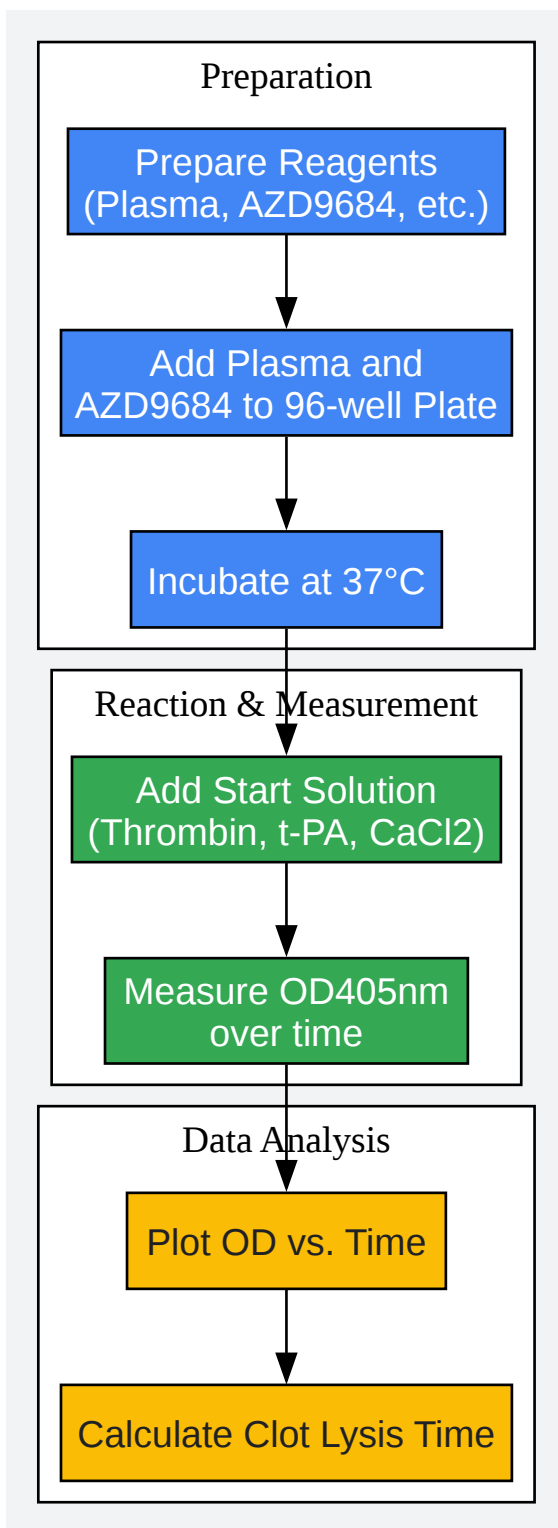 Preparation
Prepare Reagents
(Plasma, AZD9684, etc.)
Add Plasma and
AZD9684 to 96-well Plate
Incubate at 37°C
Reaction & Measurement
Add Start Solution
(Thrombin, t-PA, CaCl2)
Measure OD405nm
over time
Data Analysis
Plot OD vs. Time
Calculate Clot Lysis Time